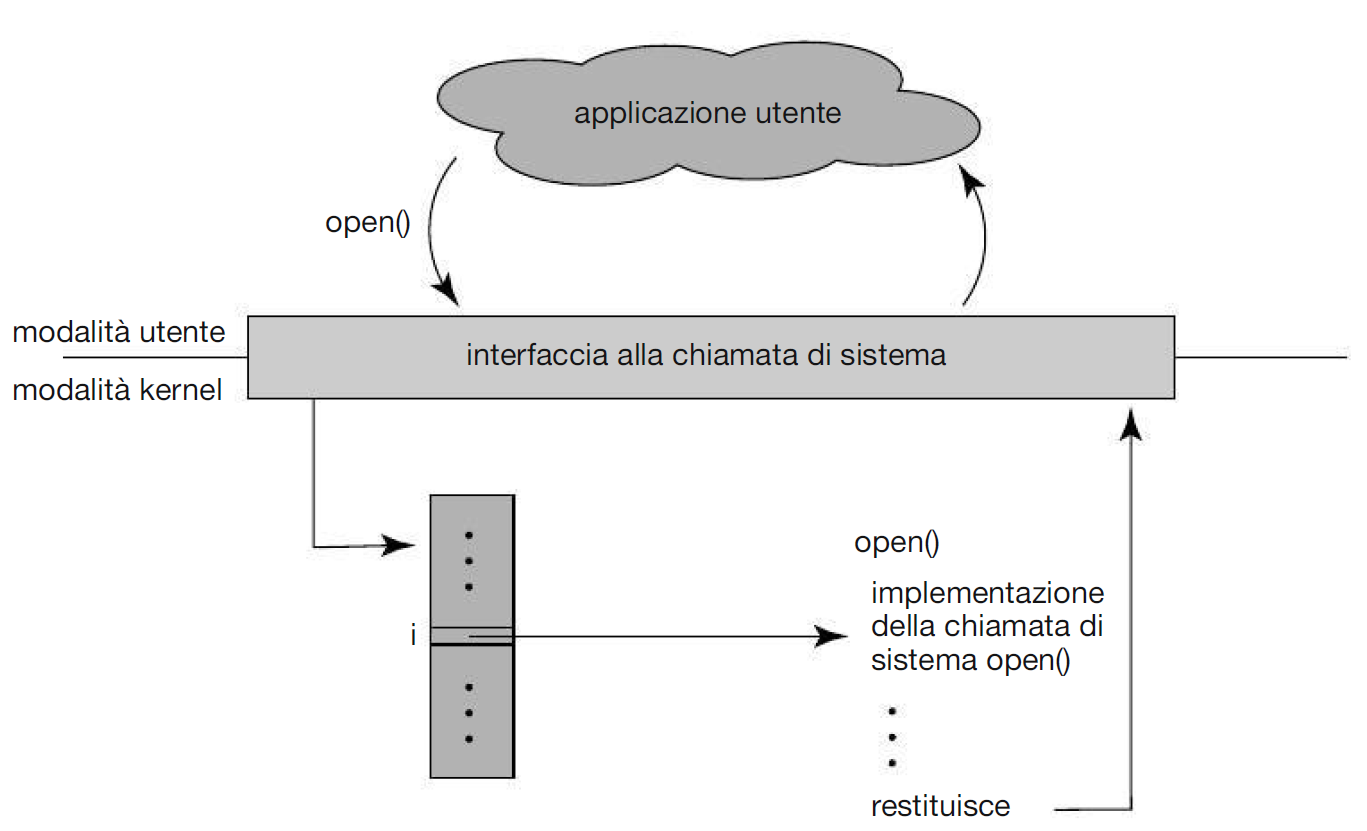 applicazione utente
open()
modalità utente
interfaccia alla chiamata di sistema
modalità kernel
open()
implementazione
della chiamata di
sistema open()
i
restituisce